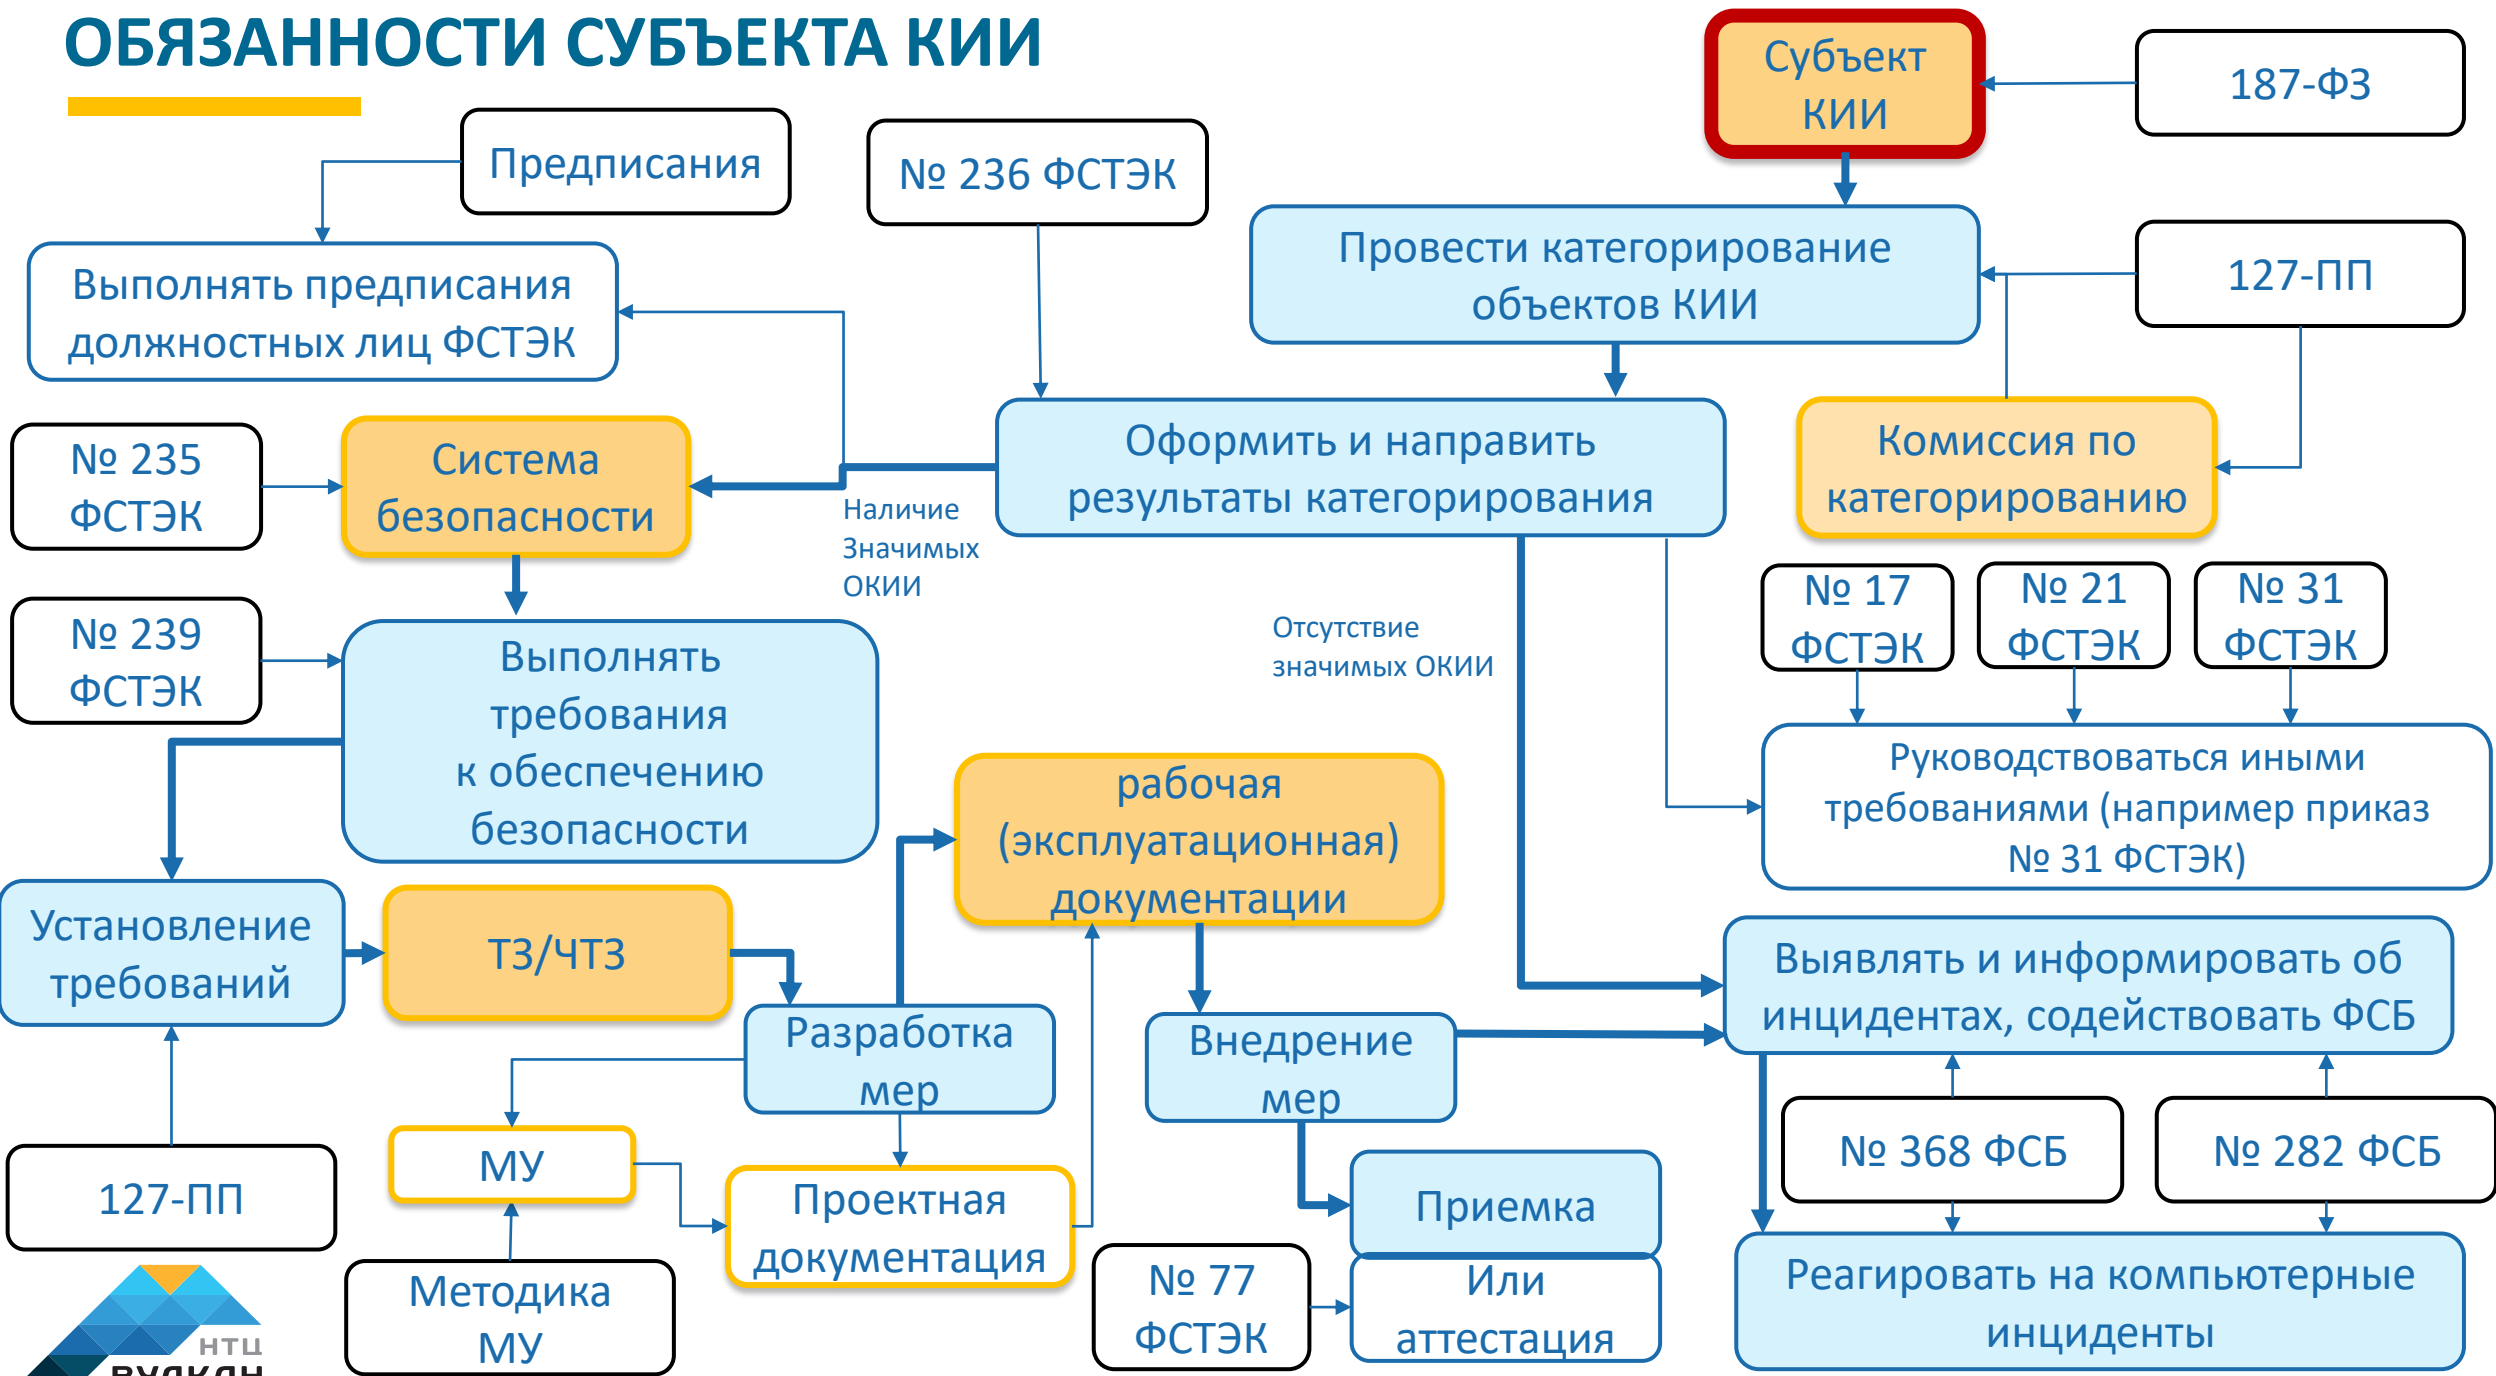 ОБЯЗАННОСТИ СУБЪЕКТА КИИ
Субъект
КИИ
187-ФЗ
Предписания
№ 236 ФСТЭК
Провести категорирование
объектов КИИ
127-ПП
Выполнять предписания
должностных лиц ФСТЭК
№ 235
ФСТЭК
Система
безопасности
Наличие
Значимых
ОКИИ
Оформить и направить
результаты категорирования
Комиссия по
категорированию
№ 17
ФСТЭК
№ 21
ФСТЭК
№ 31
ФСТЭК
№ 239
ФСТЭК
Выполнять
требования
к обеспечению
безопасности
Отсутствие
значимых ОКИИ
Руководствоваться иными
требованиями (например приказ
№ 31 ФСТЭК)
рабочая
(эксплуатационная)
документации
Установление
требований
ТЗ/ЧТЗ
Разработка
мер
Внедрение
мер
Выявлять и информировать об
инцидентах, содействовать ФСБ
№ 368 ФСБ
№ 282 ФСБ
127-ПП
МУ
Проектная
документация
Приемка
Методика
МУ
№ 77
ФСТЭК
Или
аттестация
Реагировать на компьютерные
инциденты
НТЦ
ВУЛКАН